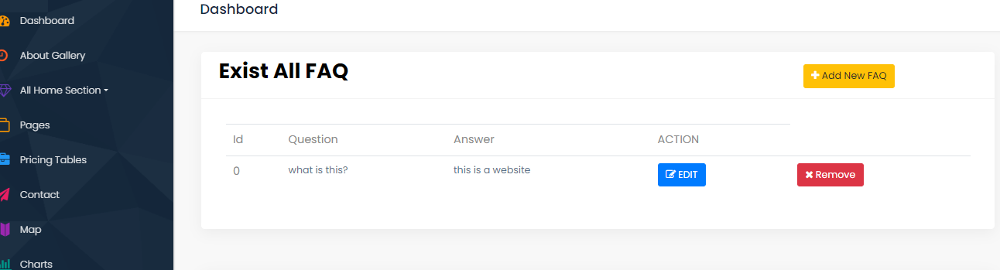 Dashboard
About Gallery
All Home Section
Pages
Pricing Tables
Contact
Map
Charts
Dashboard
Exist All FAQ
Add New FAQ
Id Question Answer ACTION
0 what is this? this is a website EDIT Remove